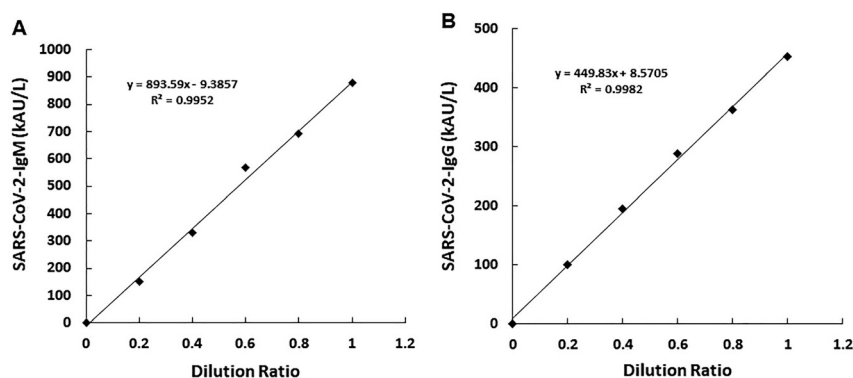 A
SARS-CoV-2-IgM (kAU/L)
1000
900
800
700
600
500
400
300
200
100
0
y = 893.59x - 9.3857
R² = 0.9952
0 0.2 0.4 0.6 0.8 1 1.2
Dilution Ratio
B
SARS-CoV-2-IgG (kAU/L)
500
400
300
200
100
0
y = 449.83x + 8.5705
R² = 0.9982
0 0.2 0.4 0.6 0.8 1 1.2
Dilution Ratio